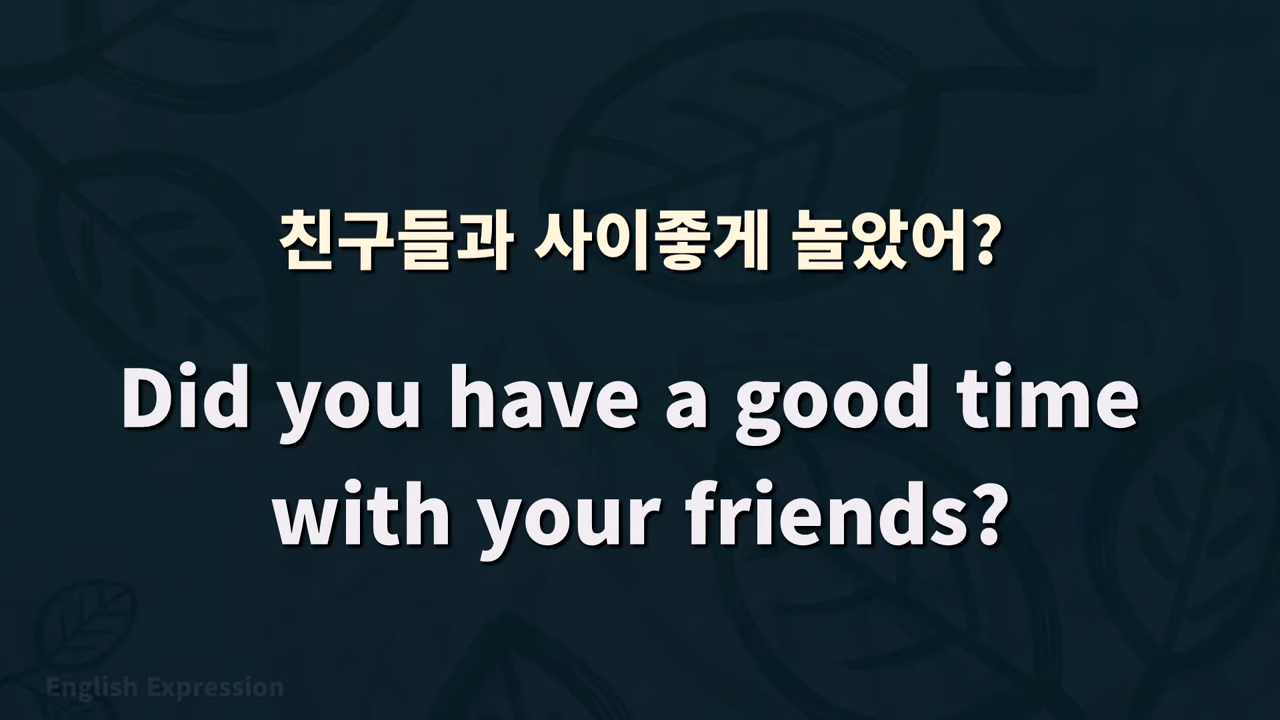 친구들과 사이좋게 놀았어?
Did you have a good time
with your friends?
English Expression